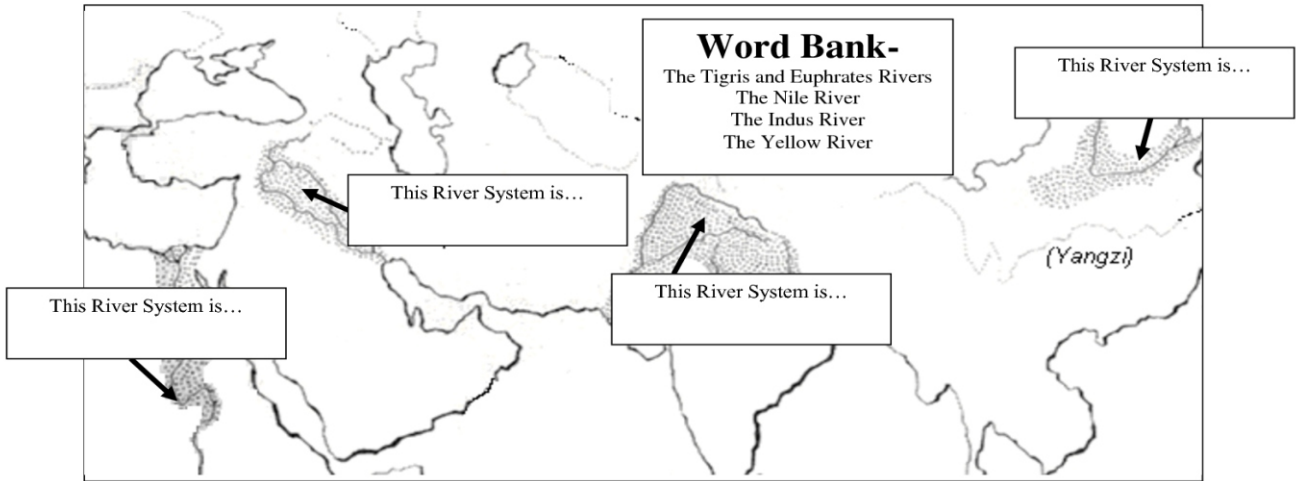 Word Bank-
The Tigris and Euphrates Rivers
The Nile River
The Indus River
The Yellow River
This River System is…
This River System is…
(Yangzi)
This River System is…
This River System is…